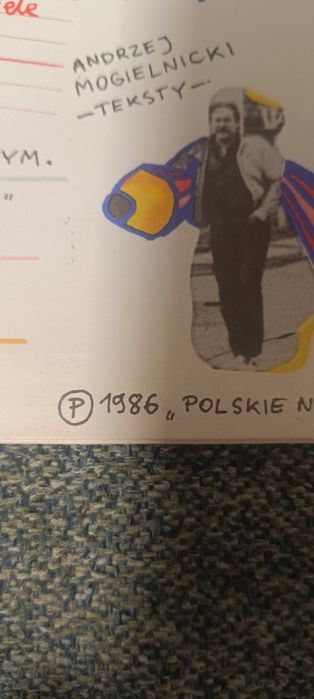 ele
ANDRZEJ
MOGIELNICKI
–TEKSTY–
YM.
"
Ⓟ 1986 „POLSKIE N